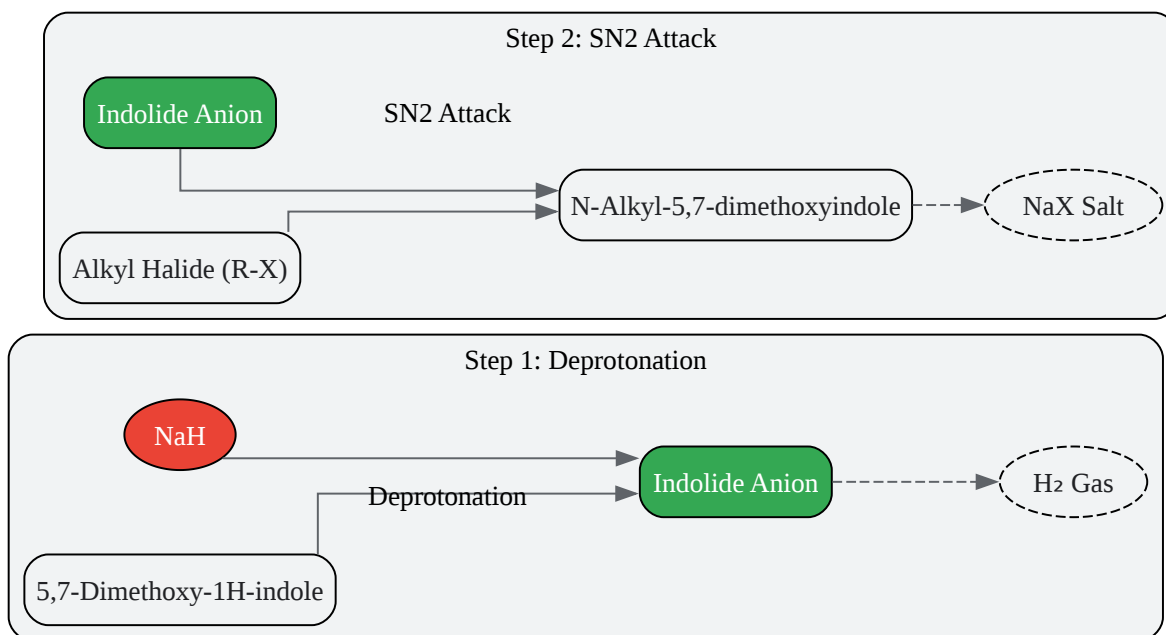 Step 2: SN2 Attack
Indolide Anion
SN2 Attack
N-Alkyl-5,7-dimethoxyindole
NaX Salt
Alkyl Halide (R-X)
Step 1: Deprotonation
NaH
Indolide Anion
H₂ Gas
Deprotonation
5,7-Dimethoxy-1H-indole